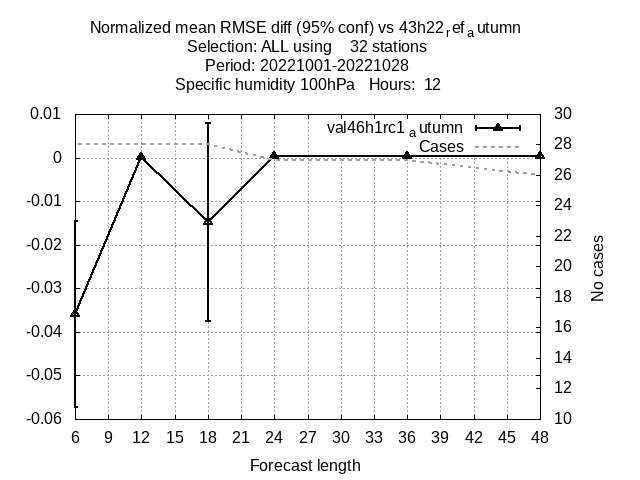 Normalized mean RMSE diff (95% conf) vs 43h22refautumn
Selection: ALL using    32 stations
Period: 20221001-20221028
Specific humidity 100hPa   Hours:  12
0.01 30
val46h1rc1autumn
Cases
28
0
26
-0.01
24
22
-0.02
20
-0.03
18
-0.04 16
14
-0.05
12
-0.06 10
No cases
6 9 12 15 18 21 24 27 30 33 36 39 42 45 48
Forecast length